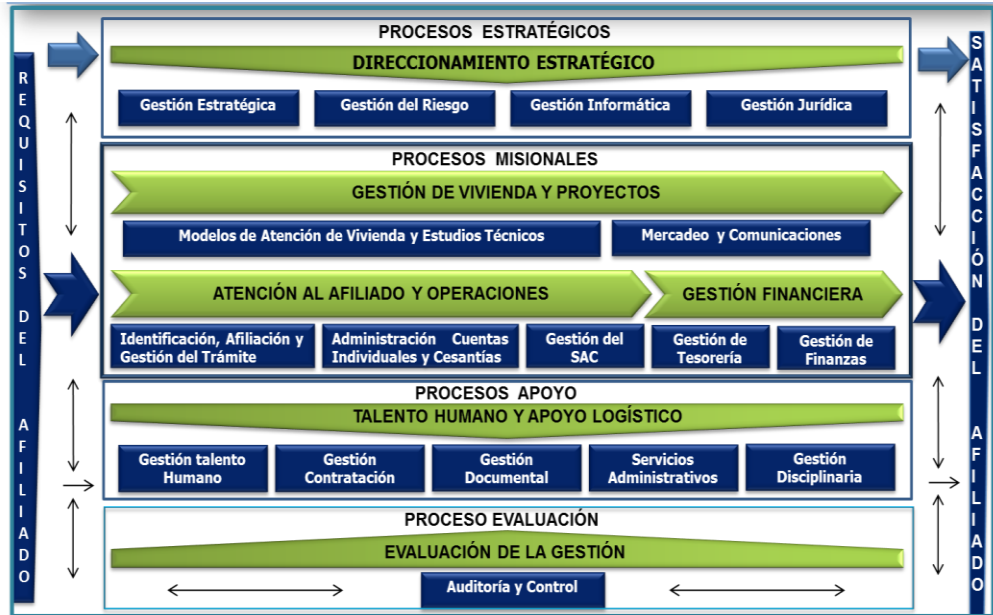 REQUISITOS DEL AFILIADO
PROCESOS ESTRATÉGICOS
DIRECCIONAMIENTO ESTRATÉGICO
Gestión Estratégica
Gestión del Riesgo
Gestión Informática
Gestión Jurídica
PROCESOS MISIONALES
GESTIÓN DE VIVIENDA Y PROYECTOS
Modelos de Atención de Vivienda y Estudios Técnicos
Mercadeo y Comunicaciones
ATENCIÓN AL AFILIADO Y OPERACIONES
GESTIÓN FINANCIERA
Identificación, Afiliación y
Gestión del Trámite
Administración Cuentas
Individuales y Cesantías
Gestión del
SAC
Gestión de
Tesorería
Gestión de
Finanzas
PROCESOS APOYO
TALENTO HUMANO Y APOYO LOGÍSTICO
Gestión talento
Humano
Gestión
Contratación
Gestión
Documental
Servicios
Administrativos
Gestión
Disciplinaria
PROCESO EVALUACIÓN
EVALUACIÓN DE LA GESTIÓN
Auditoría y Control
SATISFACCIÓN DEL AFILIADO